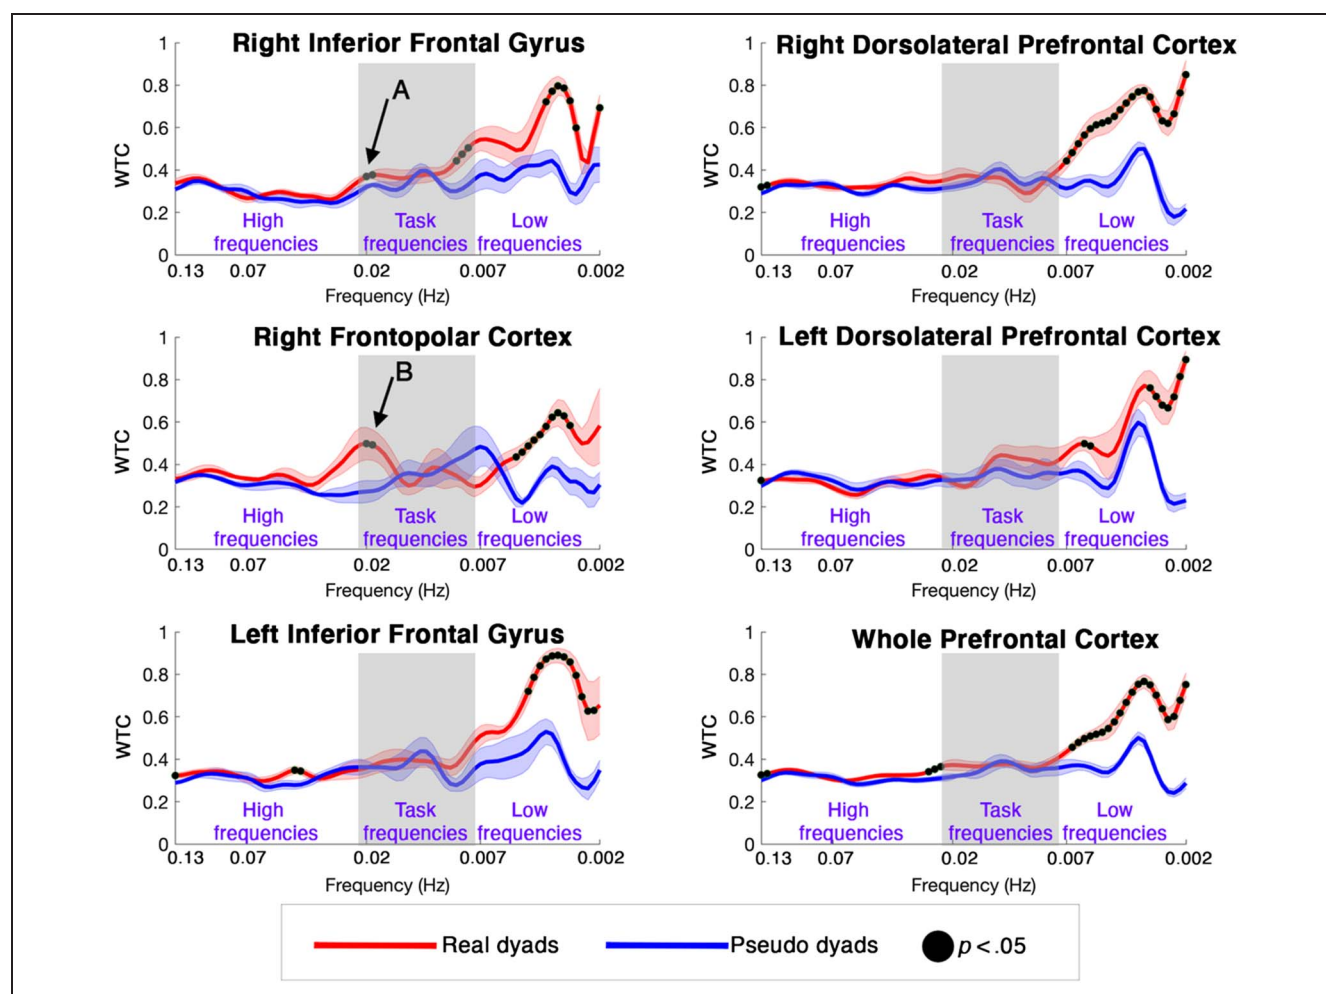 Right Inferior Frontal Gyrus
1
0.8
0.6
0.4
0.2
0
WTC
A
High
frequencies
Task
frequencies
Low
frequencies
0.13 0.07 0.02 0.007 0.002
Frequency (Hz)
Right Dorsolateral Prefrontal Cortex
1
0.8
0.6
0.4
0.2
0
WTC
High
frequencies
Task
frequencies
Low
frequencies
0.13 0.07 0.02 0.007 0.002
Frequency (Hz)
Right Frontopolar Cortex
1
0.8
0.6
0.4
0.2
0
WTC
B
High
frequencies
Task
frequencies
Low
frequencies
0.13 0.07 0.02 0.007 0.002
Frequency (Hz)
Left Dorsolateral Prefrontal Cortex
1
0.8
0.6
0.4
0.2
0
WTC
High
frequencies
Task
frequencies
Low
frequencies
0.13 0.07 0.02 0.007 0.002
Frequency (Hz)
Left Inferior Frontal Gyrus
1
0.8
0.6
0.4
0.2
0
WTC
High
frequencies
Task
frequencies
Low
frequencies
0.13 0.07 0.02 0.007 0.002
Frequency (Hz)
Whole Prefrontal Cortex
1
0.8
0.6
0.4
0.2
0
WTC
High
frequencies
Task
frequencies
Low
frequencies
0.13 0.07 0.02 0.007 0.002
Frequency (Hz)
Real dyads Pseudo dyads p < .05